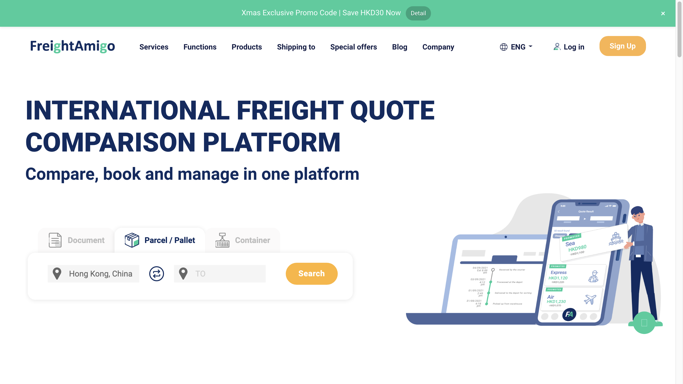 Xmas Exclusive Promo Code | Save HKD30 Now Detail ×
FreightAmigo Services Functions Products Shipping to Special offers Blog Company ENG Log in Sign Up
INTERNATIONAL FREIGHT QUOTE
COMPARISON PLATFORM
Compare, book and manage in one platform
Document Parcel / Pallet Container
Hong Kong, China TO Search
Sea
Express
Air
FA